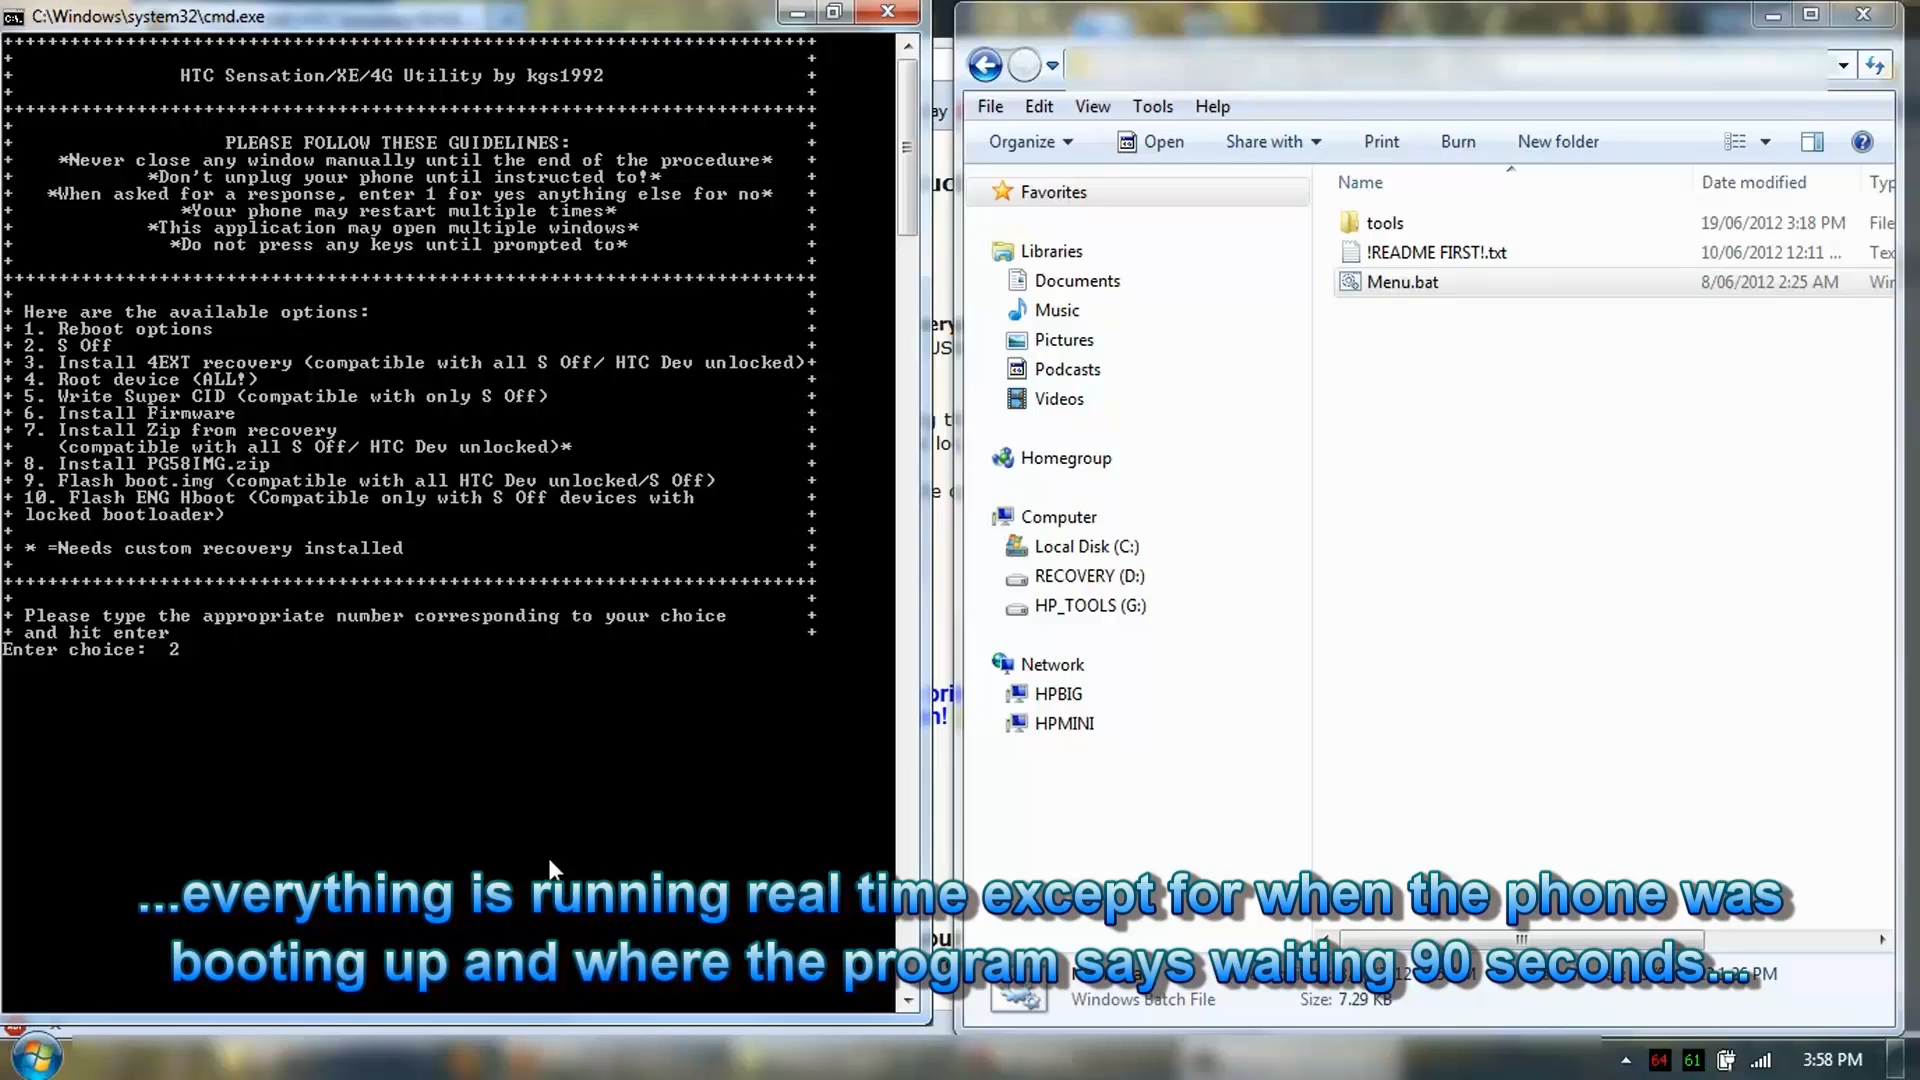 C:\Windows\system32\cmd.exe
HTC Sensation/XE/4G Utility by kgs1992
PLEASE FOLLOW THESE GUIDELINES:
*Never close any window manually until the end of the procedure*
*Don't unplug your phone until instructed to!*
*When asked for a response, enter 1 for yes anything else for no*
*Your phone may restart multiple times*
*This application may open multiple windows*
*Do not press any keys until prompted to*
+ Here are the available options:
+ 1. Reboot options
+ 2. S Off
+ 3. Install 4EXT recovery (compatible with all S Off/ HTC Dev unlocked)+
+ 4. Root device (ALL!)
+ 5. Write Super CID (compatible with only S Off)
+ 6. Install Firmware
+ 7. Install Zip from recovery
(compatible with all S Off/ HTC Dev unlocked)*
+ 8. Install PG58IMG.zip
+ 9. Flash boot.img (compatible with all HTC Dev unlocked/S Off)
+ 10. Flash ENG Hboot (Compatible only with S Off devices with
+ locked bootloader)
+ * =Needs custom recovery installed
+ Please type the appropriate number corresponding to your choice +
+ and hit enter +
Enter choice: 2
File Edit View Tools Help
Organize Open Share with Print Burn New folder
Favorites
Libraries
Documents
Music
Pictures
Podcasts
Videos
Homegroup
Computer
Local Disk (C:)
RECOVERY (D:)
HP_TOOLS (G:)
Network
HPBIG
HPMINI
Name Date modified
tools 19/06/2012 3:18 PM File
!README FIRST!.txt 10/06/2012 12:11 ...
Menu.bat 8/06/2012 2:25 AM
...everything is running real time except for when the phone was
booting up and where the program says waiting 90 seconds...
Windows Batch File Size: 7.29 KB
64 61 3:58 PM